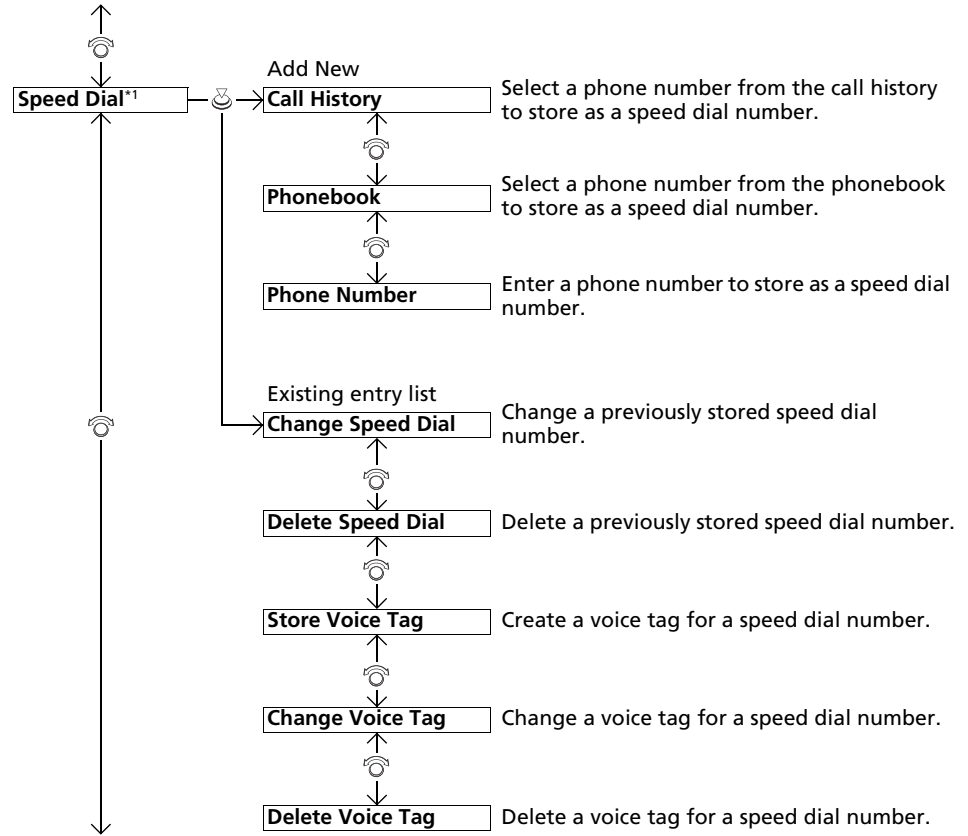 Add New
Speed Dial*1
Call History
Select a phone number from the call history
to store as a speed dial number.
Phonebook
Select a phone number from the phonebook
to store as a speed dial number.
Phone Number
Enter a phone number to store as a speed dial
number.
Existing entry list
Change Speed Dial
Change a previously stored speed dial
number.
Delete Speed Dial
Delete a previously stored speed dial number.
Store Voice Tag
Create a voice tag for a speed dial number.
Change Voice Tag
Change a voice tag for a speed dial number.
Delete Voice Tag
Delete a voice tag for a speed dial number.